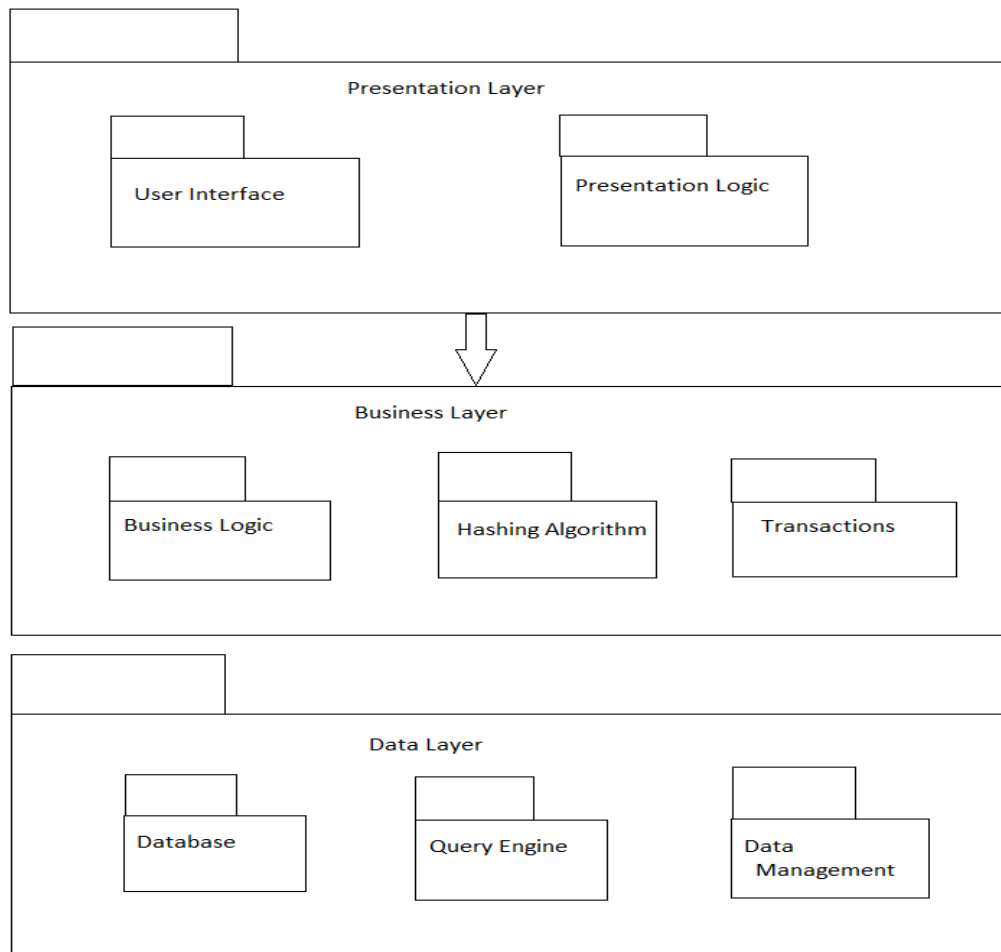 Presentation Layer
User Interface
Presentation Logic
Business Layer
Business Logic
Hashing Algorithm
Transactions
Data Layer
Database
Query Engine
Data
Management